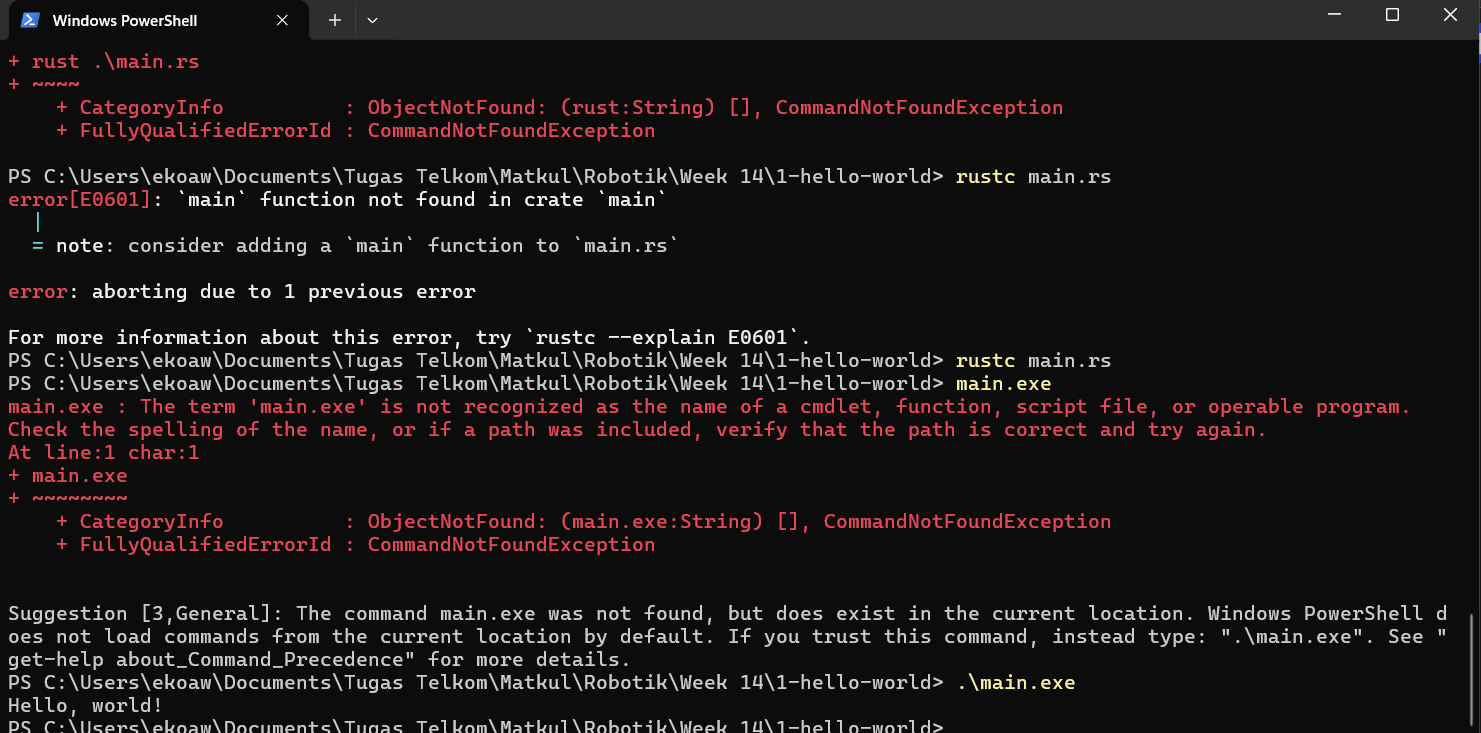 Windows PowerShell
+ rust .\main.rs
+ ~~~~
    + CategoryInfo          : ObjectNotFound: (rust:String) [], CommandNotFoundException
    + FullyQualifiedErrorId : CommandNotFoundException
PS C:\Users\ekoaw\Documents\Tugas Telkom\Matkul\Robotik\Week 14\1-hello-world> rustc main.rs
error[E0601]: `main` function not found in crate `main`
  |
  = note: consider adding a `main` function to `main.rs`
error: aborting due to 1 previous error
For more information about this error, try `rustc --explain E0601`.
PS C:\Users\ekoaw\Documents\Tugas Telkom\Matkul\Robotik\Week 14\1-hello-world> rustc main.rs
PS C:\Users\ekoaw\Documents\Tugas Telkom\Matkul\Robotik\Week 14\1-hello-world> main.exe
main.exe : The term 'main.exe' is not recognized as the name of a cmdlet, function, script file, or operable program.
Check the spelling of the name, or if a path was included, verify that the path is correct and try again.
At line:1 char:1
+ main.exe
+ ~~~~~~~~
    + CategoryInfo          : ObjectNotFound: (main.exe:String) [], CommandNotFoundException
    + FullyQualifiedErrorId : CommandNotFoundException
Suggestion [3,General]: The command main.exe was not found, but does exist in the current location. Windows PowerShell d
oes not load commands from the current location by default. If you trust this command, instead type: ".\main.exe". See "
get-help about_Command_Precedence" for more details.
PS C:\Users\ekoaw\Documents\Tugas Telkom\Matkul\Robotik\Week 14\1-hello-world> .\main.exe
Hello, world!
PS C:\Users\ekoaw\Documents\Tugas Telkom\Matkul\Robotik\Week 14\1-hello-world>